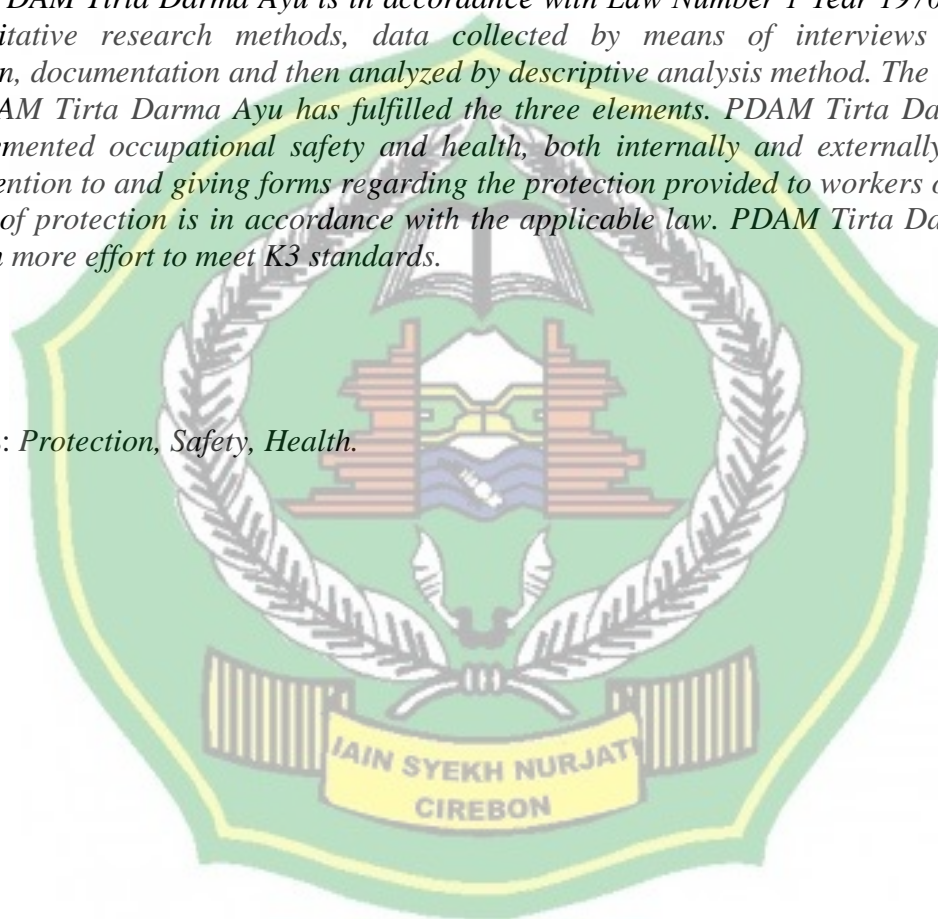 PDAM Tirta Darma Ayu is in accordance with Law Number 1 Year 1970
itative research methods, data collected by means of interviews
n, documentation and then analyzed by descriptive analysis method. The
AM Tirta Darma Ayu has fulfilled the three elements. PDAM Tirta Da
emented occupational safety and health, both internally and externally
ention to and giving forms regarding the protection provided to workers o
of protection is in accordance with the applicable law. PDAM Tirta Da
more effort to meet K3 standards.
: Protection, Safety, Health.
IAIN SYEKH NURJATI
CIREBON